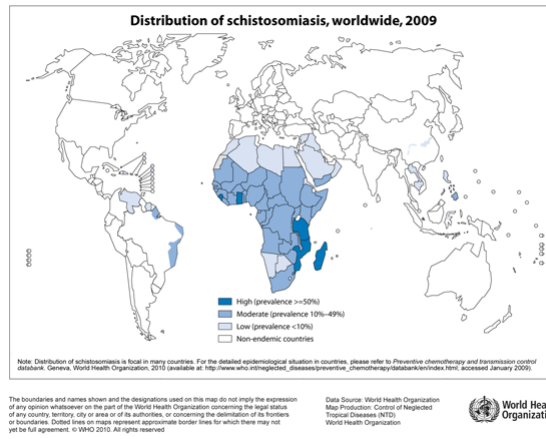 Distribution of schistosomiasis, worldwide, 2009
High (prevalence >=50%)
Moderate (prevalence 10%–49%)
Low (prevalence <10%)
Non-endemic countries
Note: Distribution of schistosomiasis is focal in many countries. For the detailed epidemiological situation in countries, please refer to Preventive chemotherapy and transmission control
databank. Geneva, World Health Organization, 2010 (available at: http://www.who.int/neglected_diseases/preventive_chemotherapy/databank/en/index.html; accessed January 2009).
The boundaries and names shown and the designations used on this map do not imply the expression
of any opinion whatsoever on the part of the World Health Organization concerning the legal status
of any country, territory, city or area or of its authorities, or concerning the delimitation of its frontiers
or boundaries. Dotted lines on maps represent approximate border lines for which there may not
yet be full agreement. © WHO 2010. All rights reserved
Data Source: World Health Organization
Map Production: Control of Neglected
Tropical Diseases (NTD)
World Health Organization
World Hea
Organizati